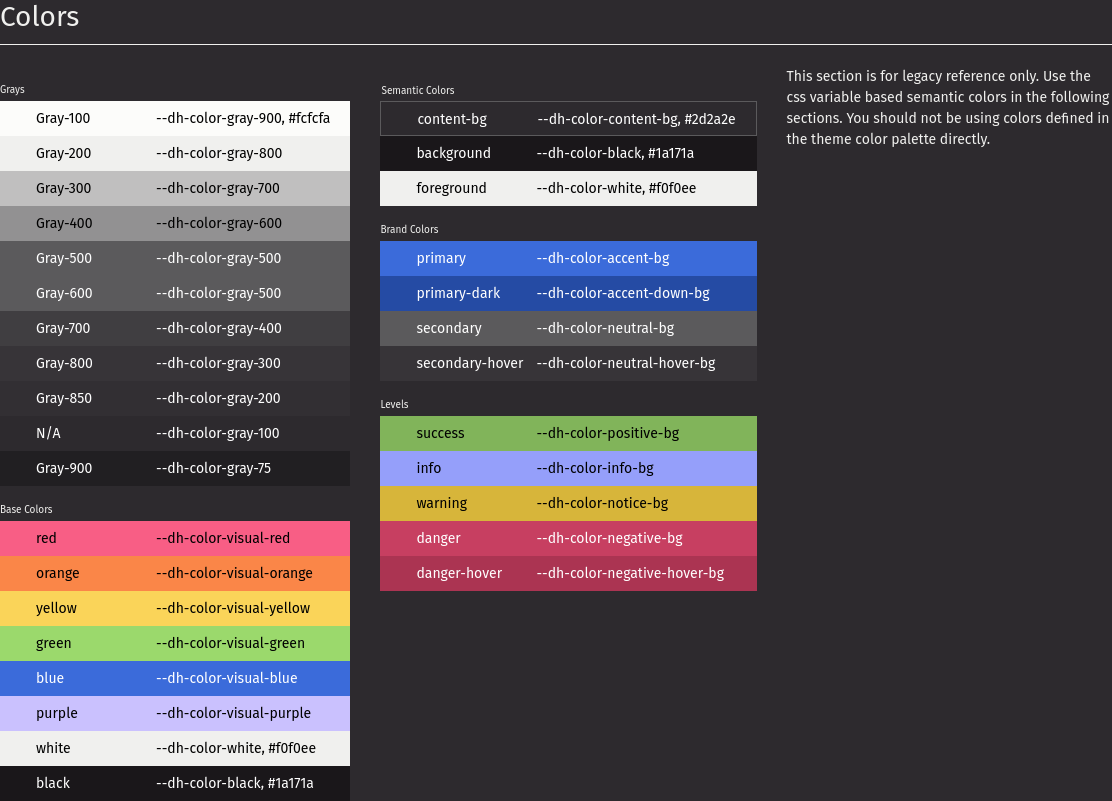 Colors
Grays
Gray-100 --dh-color-gray-900, #fcfcfa
Gray-200 --dh-color-gray-800
Gray-300 --dh-color-gray-700
Gray-400 --dh-color-gray-600
Gray-500 --dh-color-gray-500
Gray-600 --dh-color-gray-500
Gray-700 --dh-color-gray-400
Gray-800 --dh-color-gray-300
Gray-850 --dh-color-gray-200
N/A --dh-color-gray-100
Gray-900 --dh-color-gray-75
Base Colors
red --dh-color-visual-red
orange --dh-color-visual-orange
yellow --dh-color-visual-yellow
green --dh-color-visual-green
blue --dh-color-visual-blue
purple --dh-color-visual-purple
white --dh-color-white, #f0f0ee
black --dh-color-black, #1a171a
Semantic Colors
content-bg --dh-color-content-bg, #2d2a2e
background --dh-color-black, #1a171a
foreground --dh-color-white, #f0f0ee
Brand Colors
primary --dh-color-accent-bg
primary-dark --dh-color-accent-down-bg
secondary --dh-color-neutral-bg
secondary-hover --dh-color-neutral-hover-bg
Levels
success --dh-color-positive-bg
info --dh-color-info-bg
warning --dh-color-notice-bg
danger --dh-color-negative-bg
danger-hover --dh-color-negative-hover-bg
This section is for legacy reference only. Use the
css variable based semantic colors in the following
sections. You should not be using colors defined in
the theme color palette directly.